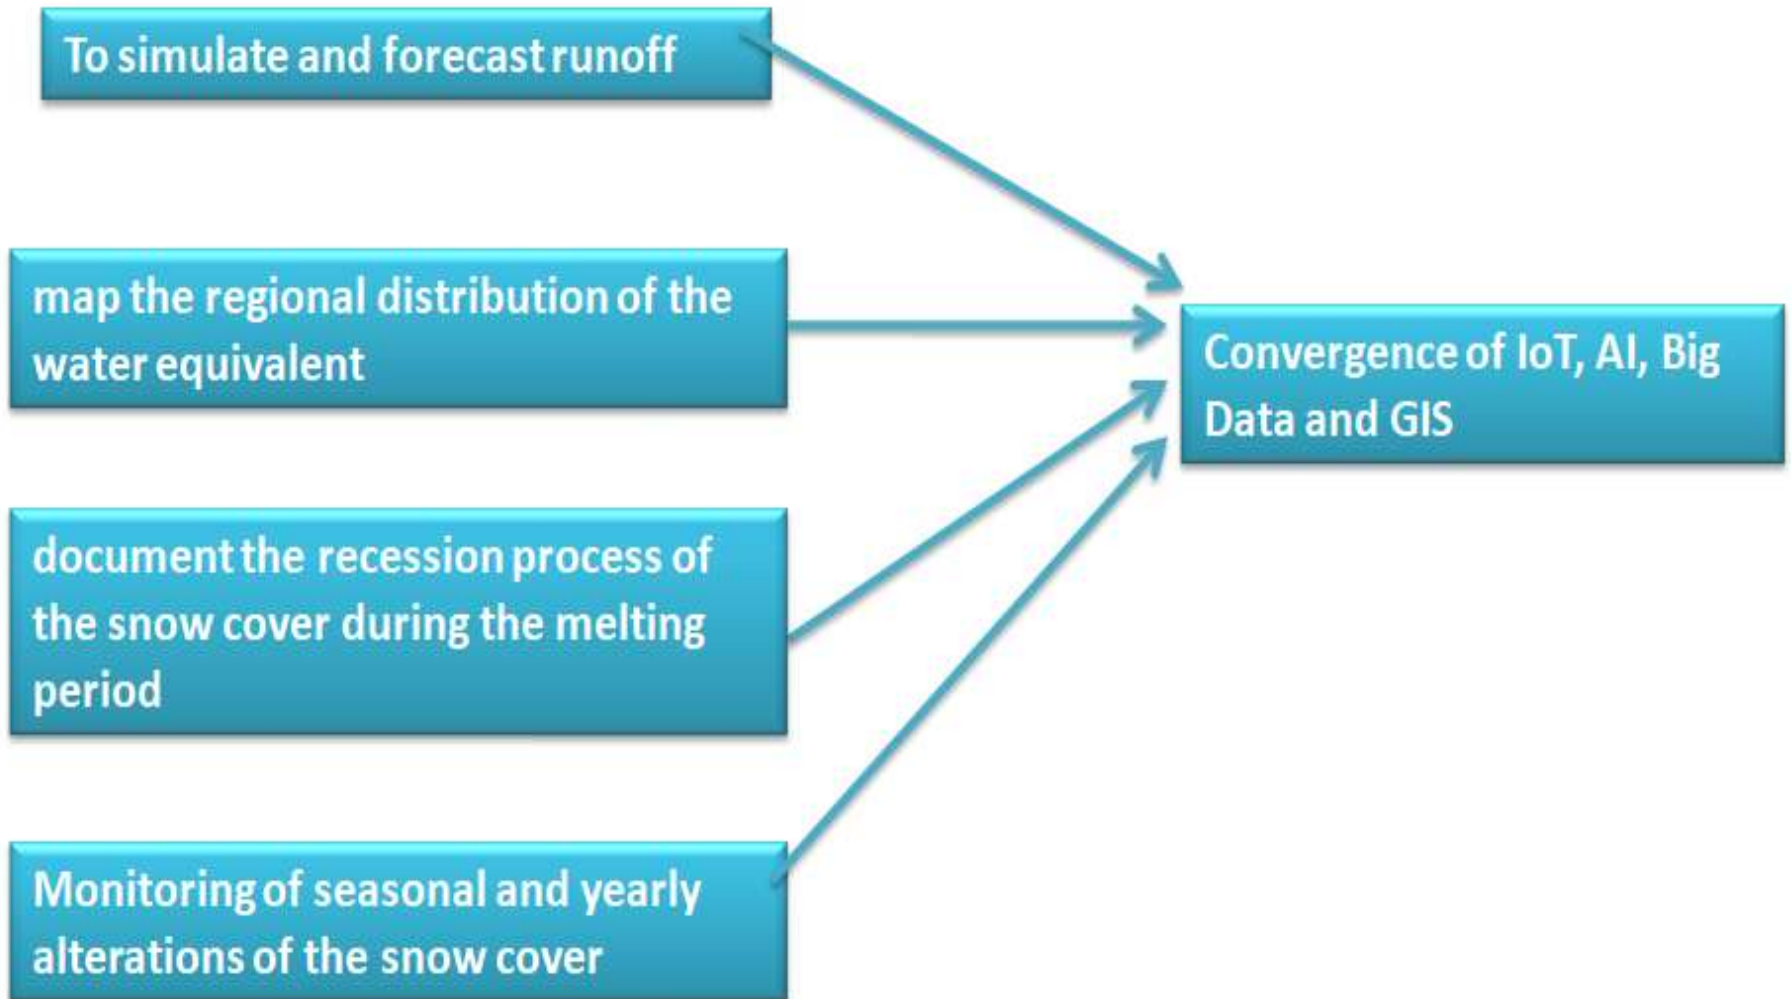 To simulate and forecast runoff
map the regional distribution of the
water equivalent
document the recession process of
the snow cover during the melting
period
Monitoring of seasonal and yearly
alterations of the snow cover
Convergence of IoT, AI, Big
Data and GIS